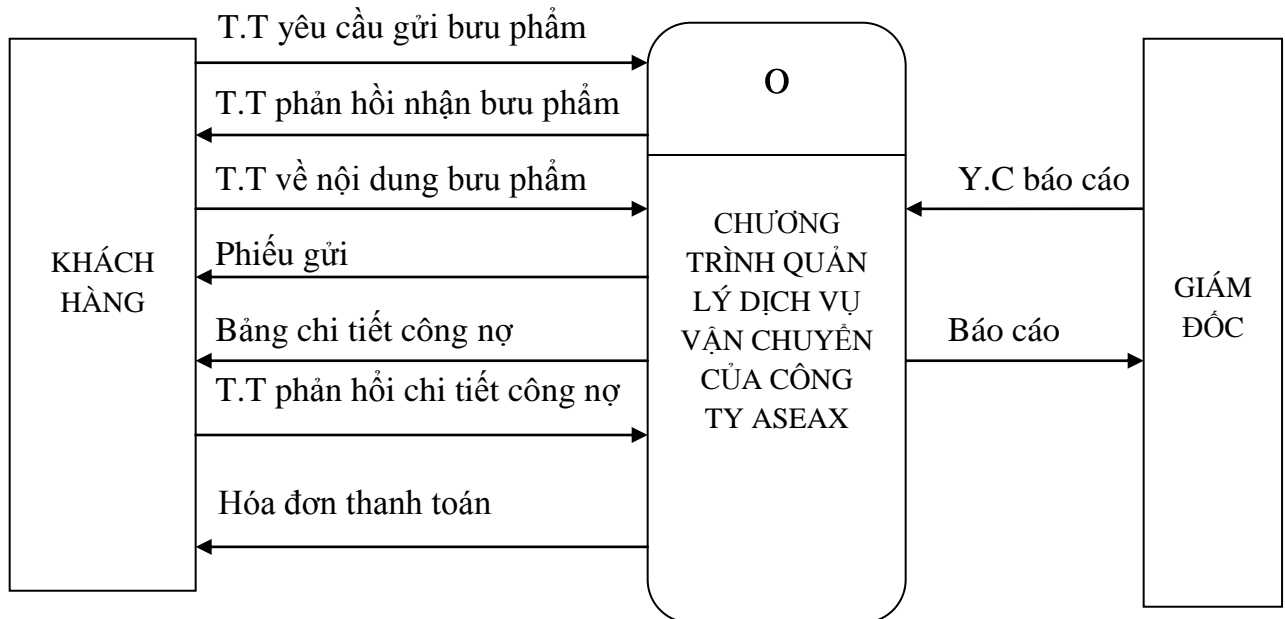 T.T yêu cầu gửi bưu phẩm
O
T.T phản hồi nhận bưu phẩm
T.T về nội dung bưu phẩm
Y.C báo cáo
KHÁCH
HÀNG
Phiếu gửi
CHƯƠNG
TRÌNH QUẢN
LÝ DỊCH VỤ
VẬN CHUYỂN
CỦA CÔNG
TY ASEAX
GIÁM
ĐỐC
Bảng chi tiết công nợ
Báo cáo
T.T phản hổi chi tiết công nợ
Hóa đơn thanh toán